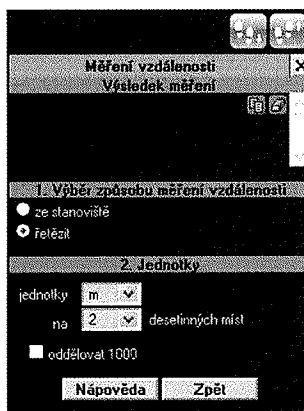 Měření vzdálenosti
Výsledek měření
1. Výběr způsobu měření vzdálenosti
ze stanoviště
řetězit
2. Jednotky
jednotky m
na 2 desetinných míst
oddělovat 1000
Nápověda Zpět